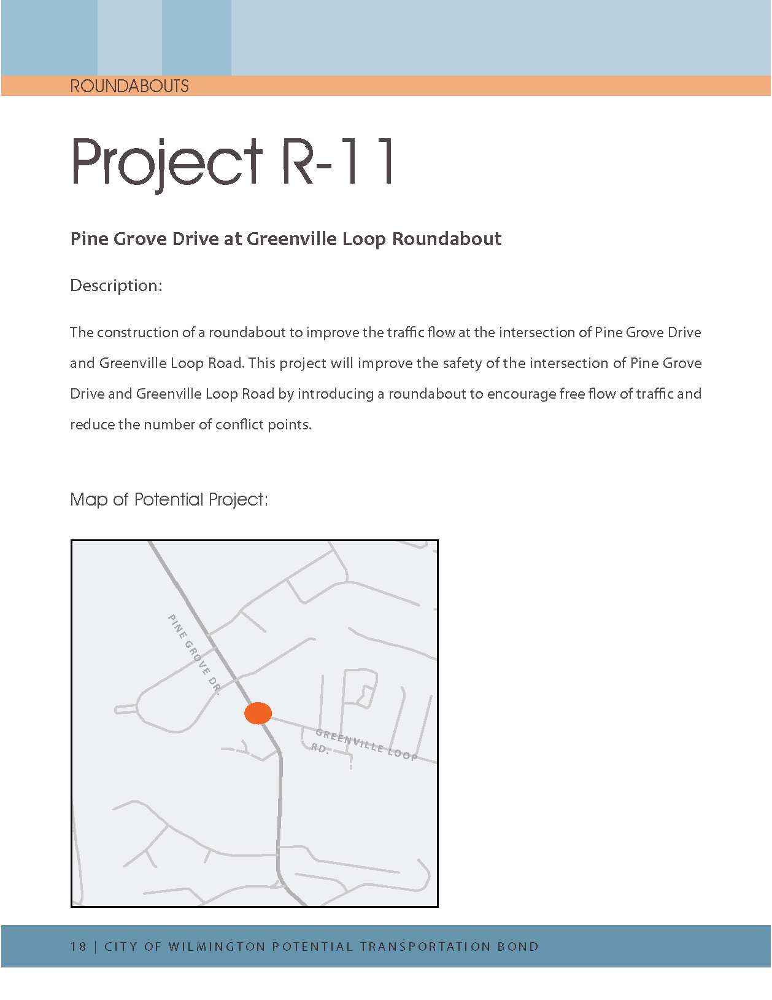 ROUNDABOUTS
Project R-11
Pine Grove Drive at Greenville Loop Roundabout
Description:
The construction of a roundabout to improve the traffic flow at the intersection of Pine Grove Drive
and Greenville Loop Road. This project will improve the safety of the intersection of Pine Grove
Drive and Greenville Loop Road by introducing a roundabout to encourage free flow of traffic and
reduce the number of conflict points.
Map of Potential Project:
PINE GROVE DR.
GREENVILLE LOOP
RD.
18 | CITY OF WILMINGTON POTENTIAL TRANSPORTATION BOND